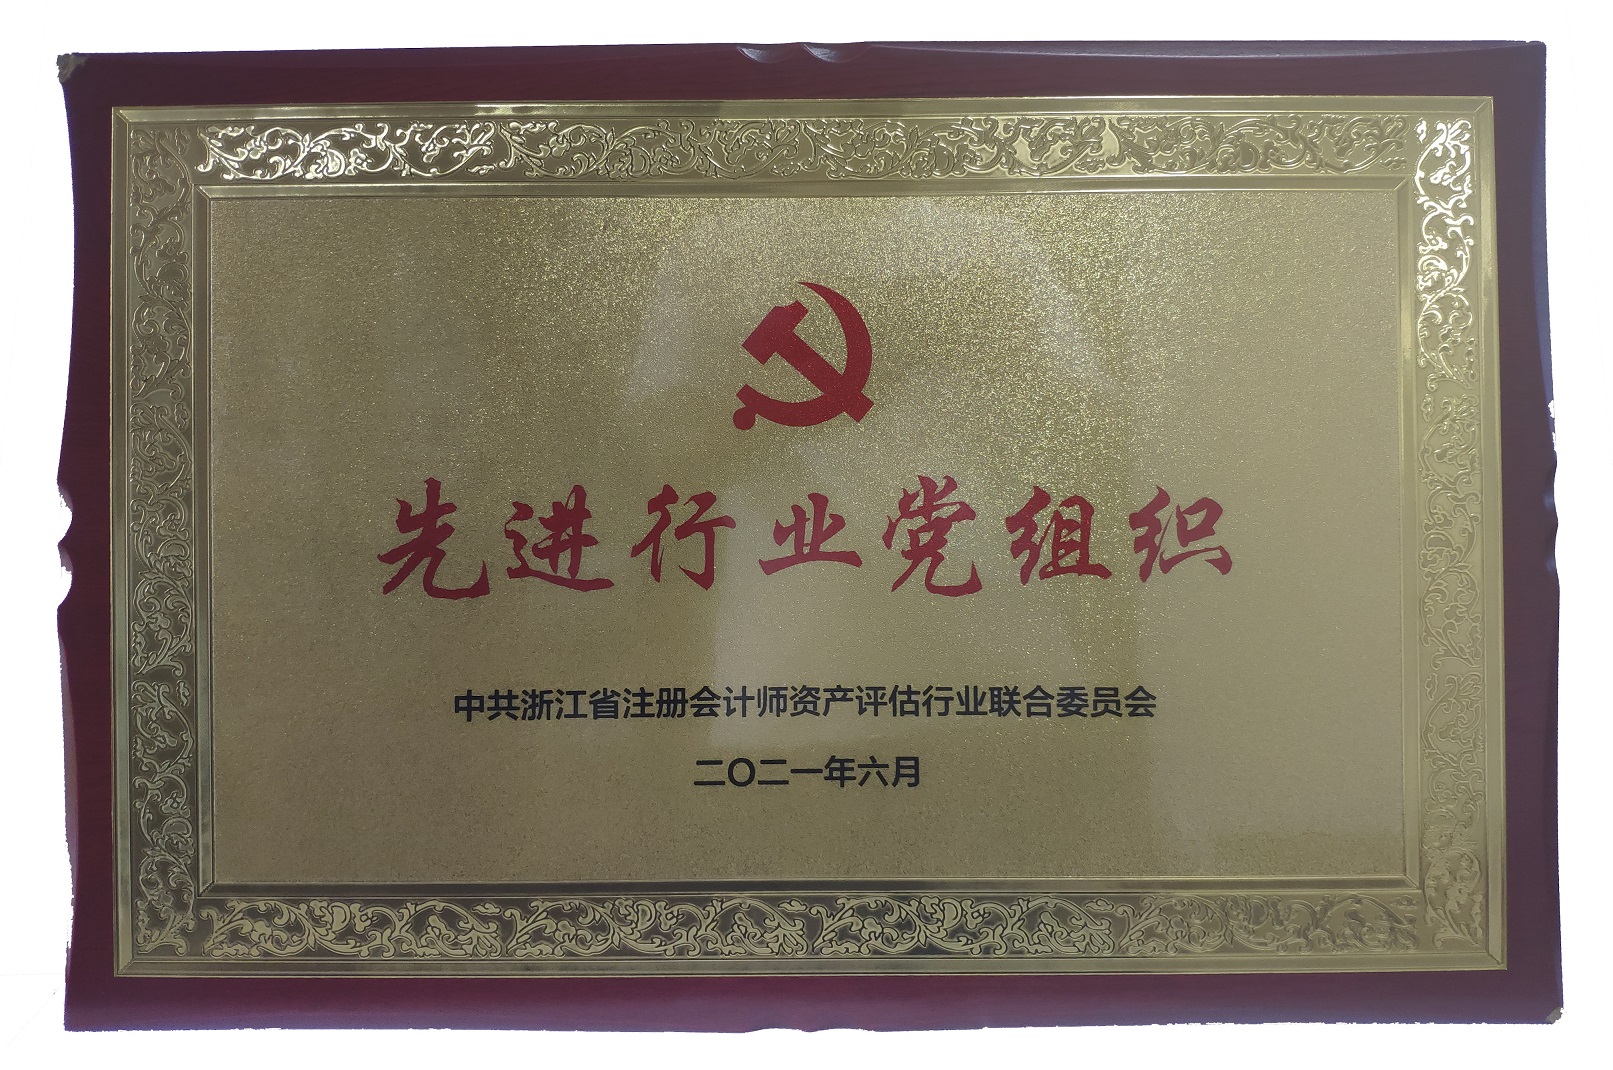 先进行业党组织
中共浙江省注册会计师资产评估行业联合委员会
二〇二一年六月